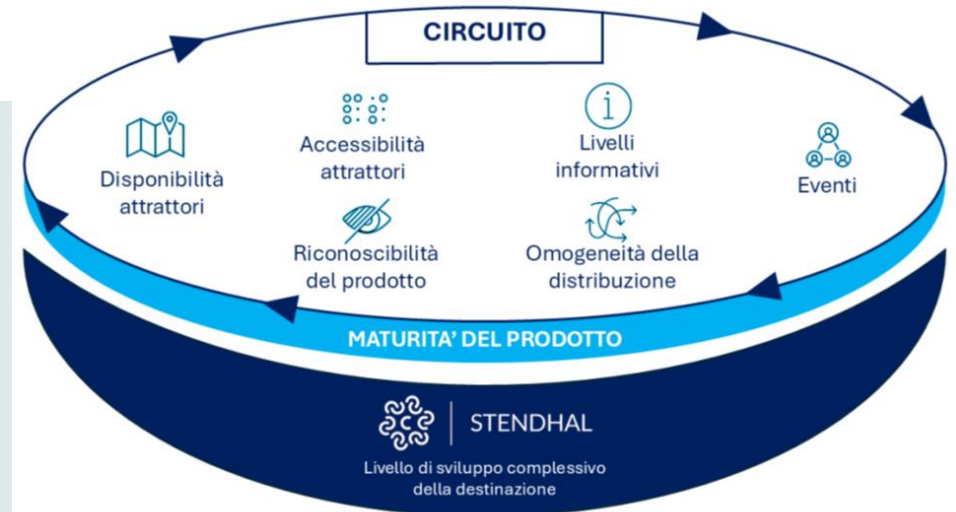 CIRCUITO
Disponibilità
attrattori
Accessibilità
attrattori
Livelli
informativi
Eventi
Riconoscibilità
del prodotto
Omogeneità della
distribuzione
MATURITA’ DEL PRODOTTO
STENDHAL
Livello di sviluppo complessivo
della destinazione